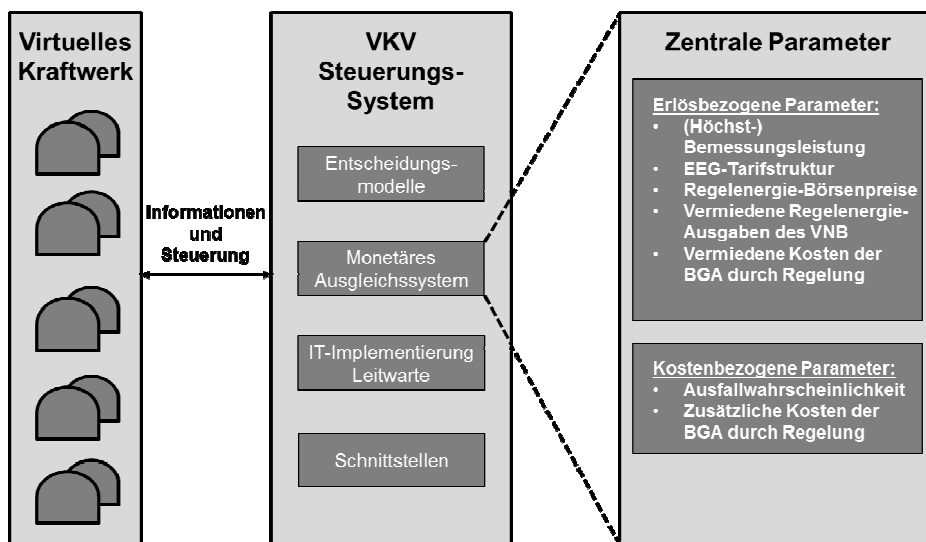 Virtuelles
Kraftwerk
Informationen
und
Steuerung
VKV
Steuerungs-
System
Entscheidungs-
modelle
Monetäres
Ausgleichssystem
IT-Implementierung
Leitwarte
Schnittstellen
Zentrale Parameter
Erlösbezogene Parameter:
• (Höchst-)
Bemessungsleistung
• EEG-Tarifstruktur
• Regelenergie-Börsenpreise
• Vermiedene Regelenergie-
Ausgaben des VNB
• Vermiedene Kosten der
BGA durch Regelung
Kostenbezogene Parameter:
• Ausfallwahrscheinlichkeit
• Zusätzliche Kosten der
BGA durch Regelung